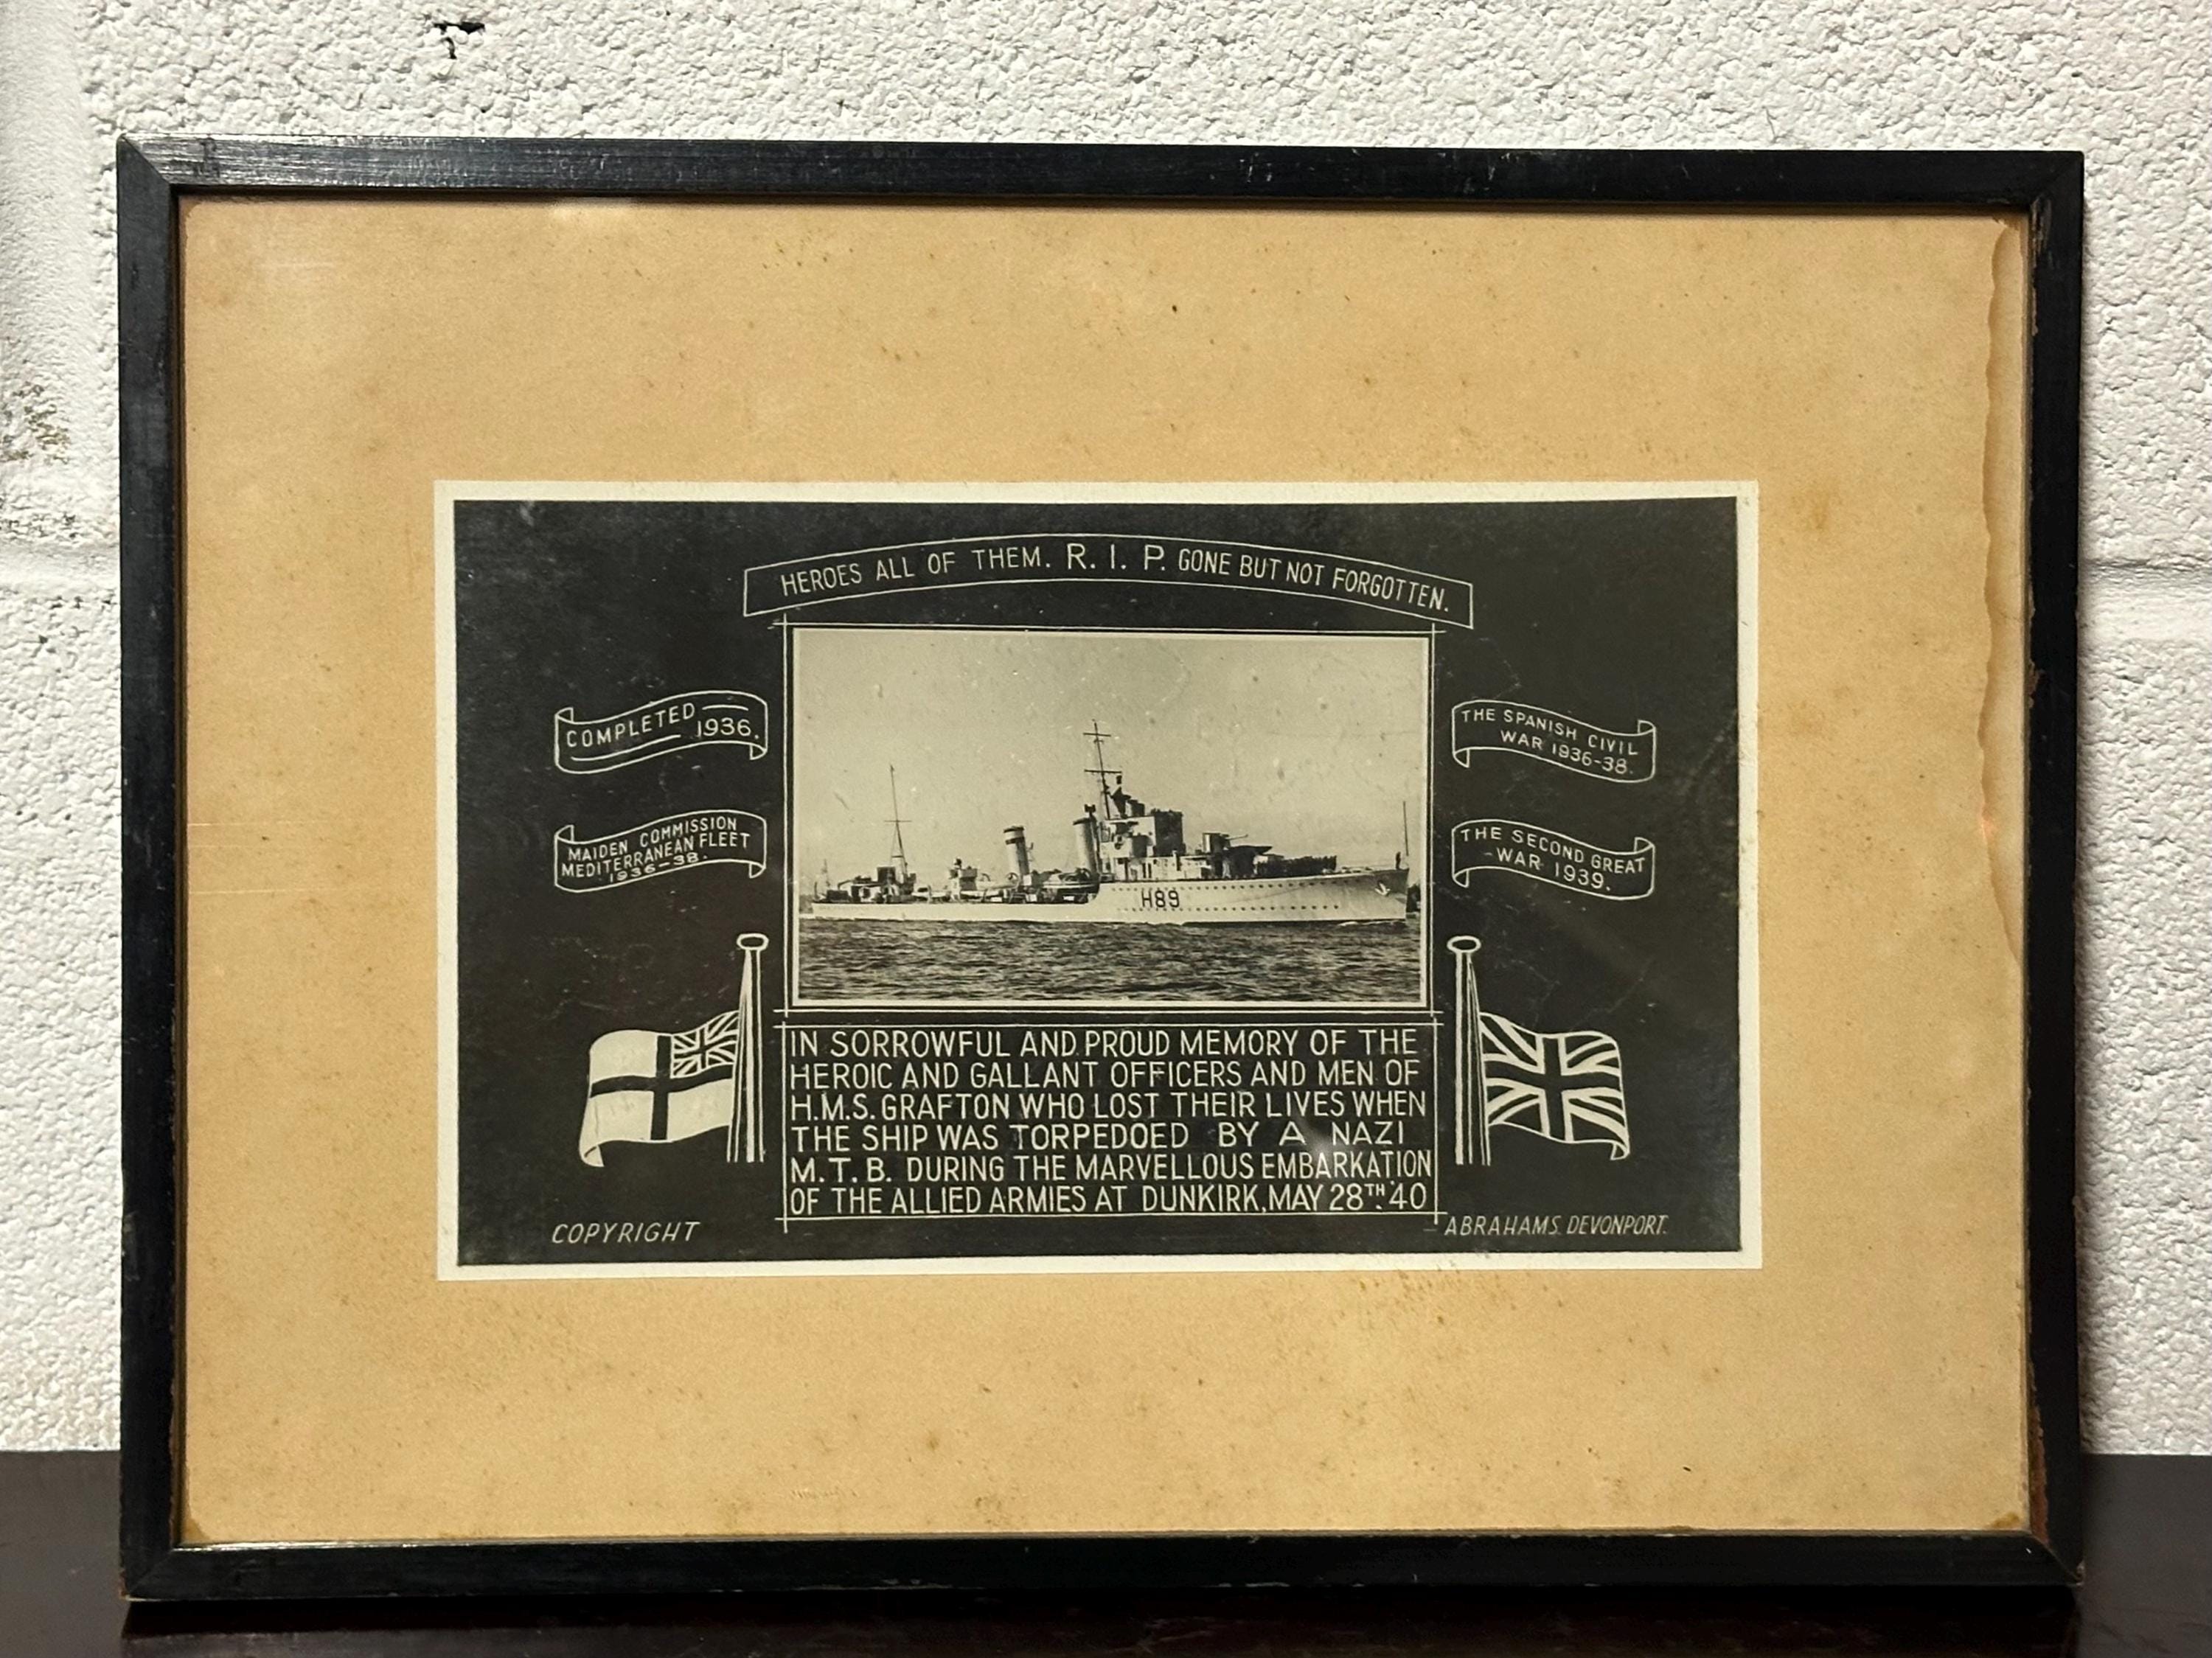 HEROES ALL OF THEM. R. I. P. GONE BUT NOT FORGOTTEN.
COMPLETED 1936.
MAIDEN COMMISSION
MEDITERRANEAN FLEET
1936-38.
THE SPANISH CIVIL
WAR 1936-38.
THE SECOND GREAT
WAR 1939.
H89
IN SORROWFUL AND PROUD MEMORY OF THE
HEROIC AND GALLANT OFFICERS AND MEN OF
H.M.S. GRAFTON WHO LOST THEIR LIVES WHEN
THE SHIP WAS TORPEDOED BY A NAZI
M.T.B. DURING THE MARVELLOUS EMBARKATION
OF THE ALLIED ARMIES AT DUNKIRK, MAY 28TH. '40
COPYRIGHT
ABRAHAMS. DEVONPORT.